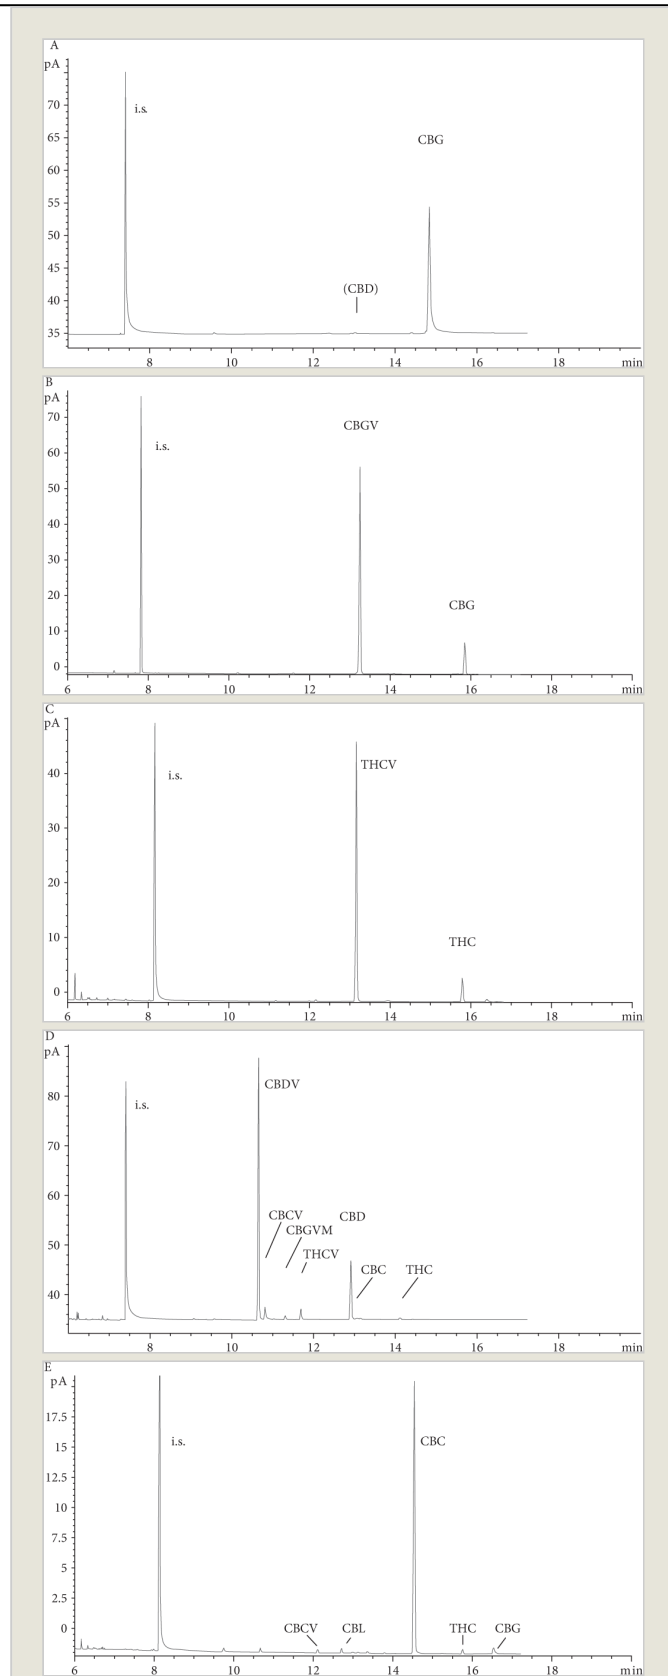 A
pA
i.s.
CBG
(CBD)
70
65
60
55
50
45
40
35
8 10 12 14 16 18 min
B
pA
i.s.
CBGV
CBG
70
60
50
40
30
20
10
0
6 8 10 12 14 16 18 min
C
pA
i.s.
THCV
THC
40
30
20
10
0
6 8 10 12 14 16 18 min
D
pA
i.s.
CBDV
CBCV
CBGVM
THCV
CBD
CBC
THC
80
70
60
50
40
8 10 12 14 16 18 min
E
pA
i.s.
CBC
CBCV
CBL
THC
CBG
17.5
15
12.5
10
7.5
5
2.5
0
6 8 10 12 14 16 18 min